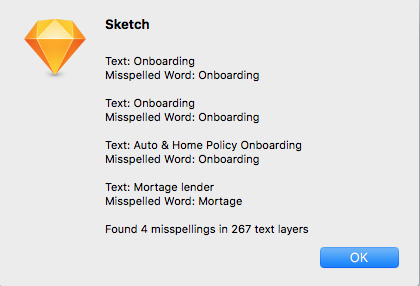 Sketch
Text: Onboarding
Misspelled Word: Onboarding
Text: Onboarding
Misspelled Word: Onboarding
Text: Auto & Home Policy Onboarding
Misspelled Word: Onboarding
Text: Mortage lender
Misspelled Word: Mortage
Found 4 misspellings in 267 text layers
OK